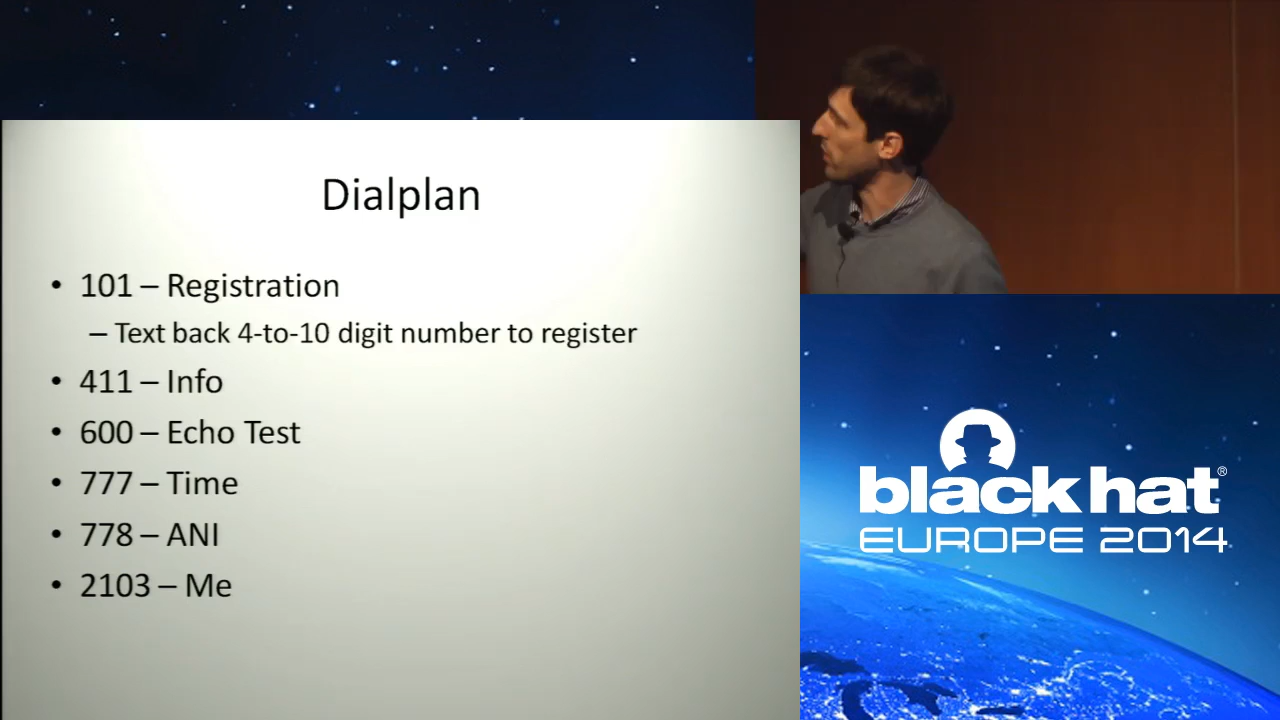 Dialplan
• 101 – Registration
– Text back 4-to-10 digit number to register
• 411 – Info
• 600 – Echo Test
• 777 – Time
• 778 – ANI
• 2103 – Me
black hat®
EUROPE 2014